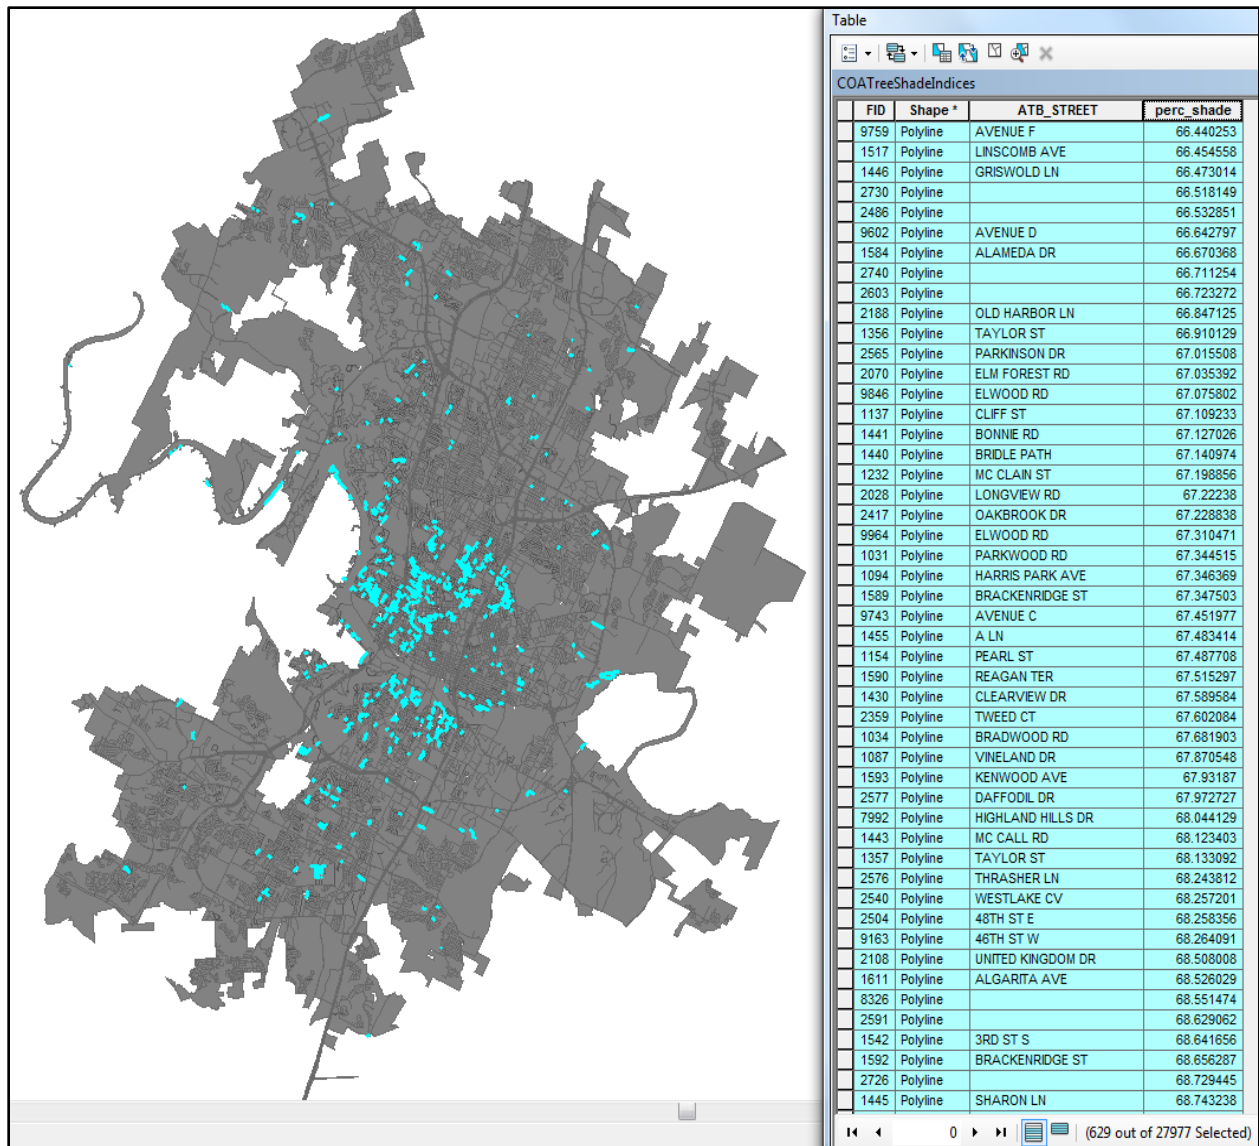 Table
COATreeShadeIndices
FID Shape * ATB_STREET perc_shade
9759 Polyline AVENUE F 66.440253
1517 Polyline LINSCOMB AVE 66.454558
1446 Polyline GRISWOLD LN 66.473014
2730 Polyline 66.518149
2486 Polyline 66.532851
9602 Polyline AVENUE D 66.642797
1584 Polyline ALAMEDA DR 66.670368
2740 Polyline 66.711254
2603 Polyline 66.723272
2188 Polyline OLD HARBOR LN 66.847125
1356 Polyline TAYLOR ST 66.910129
2565 Polyline PARKINSON DR 67.015508
2070 Polyline ELM FOREST RD 67.035392
9846 Polyline ELWOOD RD 67.075802
1137 Polyline CLIFF ST 67.109233
1441 Polyline BONNIE RD 67.127026
1440 Polyline BRIDLE PATH 67.140974
1232 Polyline MC CLAIN ST 67.198856
2028 Polyline LONGVIEW RD 67.22238
2417 Polyline OAKBROOK DR 67.228838
9964 Polyline ELWOOD RD 67.310471
1031 Polyline PARKWOOD RD 67.344515
1094 Polyline HARRIS PARK AVE 67.346369
1589 Polyline BRACKENRIDGE ST 67.347503
9743 Polyline AVENUE C 67.451977
1455 Polyline A LN 67.483414
1154 Polyline PEARL ST 67.487708
1590 Polyline REAGAN TER 67.515297
1430 Polyline CLEARVIEW DR 67.589584
2359 Polyline TWEED CT 67.602084
1034 Polyline BRADWOOD RD 67.681903
1087 Polyline VINELAND DR 67.870548
1593 Polyline KENWOOD AVE 67.93187
2577 Polyline DAFFODIL DR 67.972727
7992 Polyline HIGHLAND HILLS DR 68.044129
1443 Polyline MC CALL RD 68.123403
1357 Polyline TAYLOR ST 68.133092
2576 Polyline THRASHER LN 68.243812
2540 Polyline WESTLAKE CV 68.257201
2504 Polyline 48TH ST E 68.258356
9163 Polyline 46TH ST W 68.264091
2108 Polyline UNITED KINGDOM DR 68.508008
1611 Polyline ALGARITA AVE 68.526029
8326 Polyline 68.551474
2591 Polyline 68.629062
1542 Polyline 3RD ST S 68.641656
1592 Polyline BRACKENRIDGE ST 68.656287
2726 Polyline 68.729445
1445 Polyline SHARON LN 68.743238
0 (629 out of 27977 Selected)